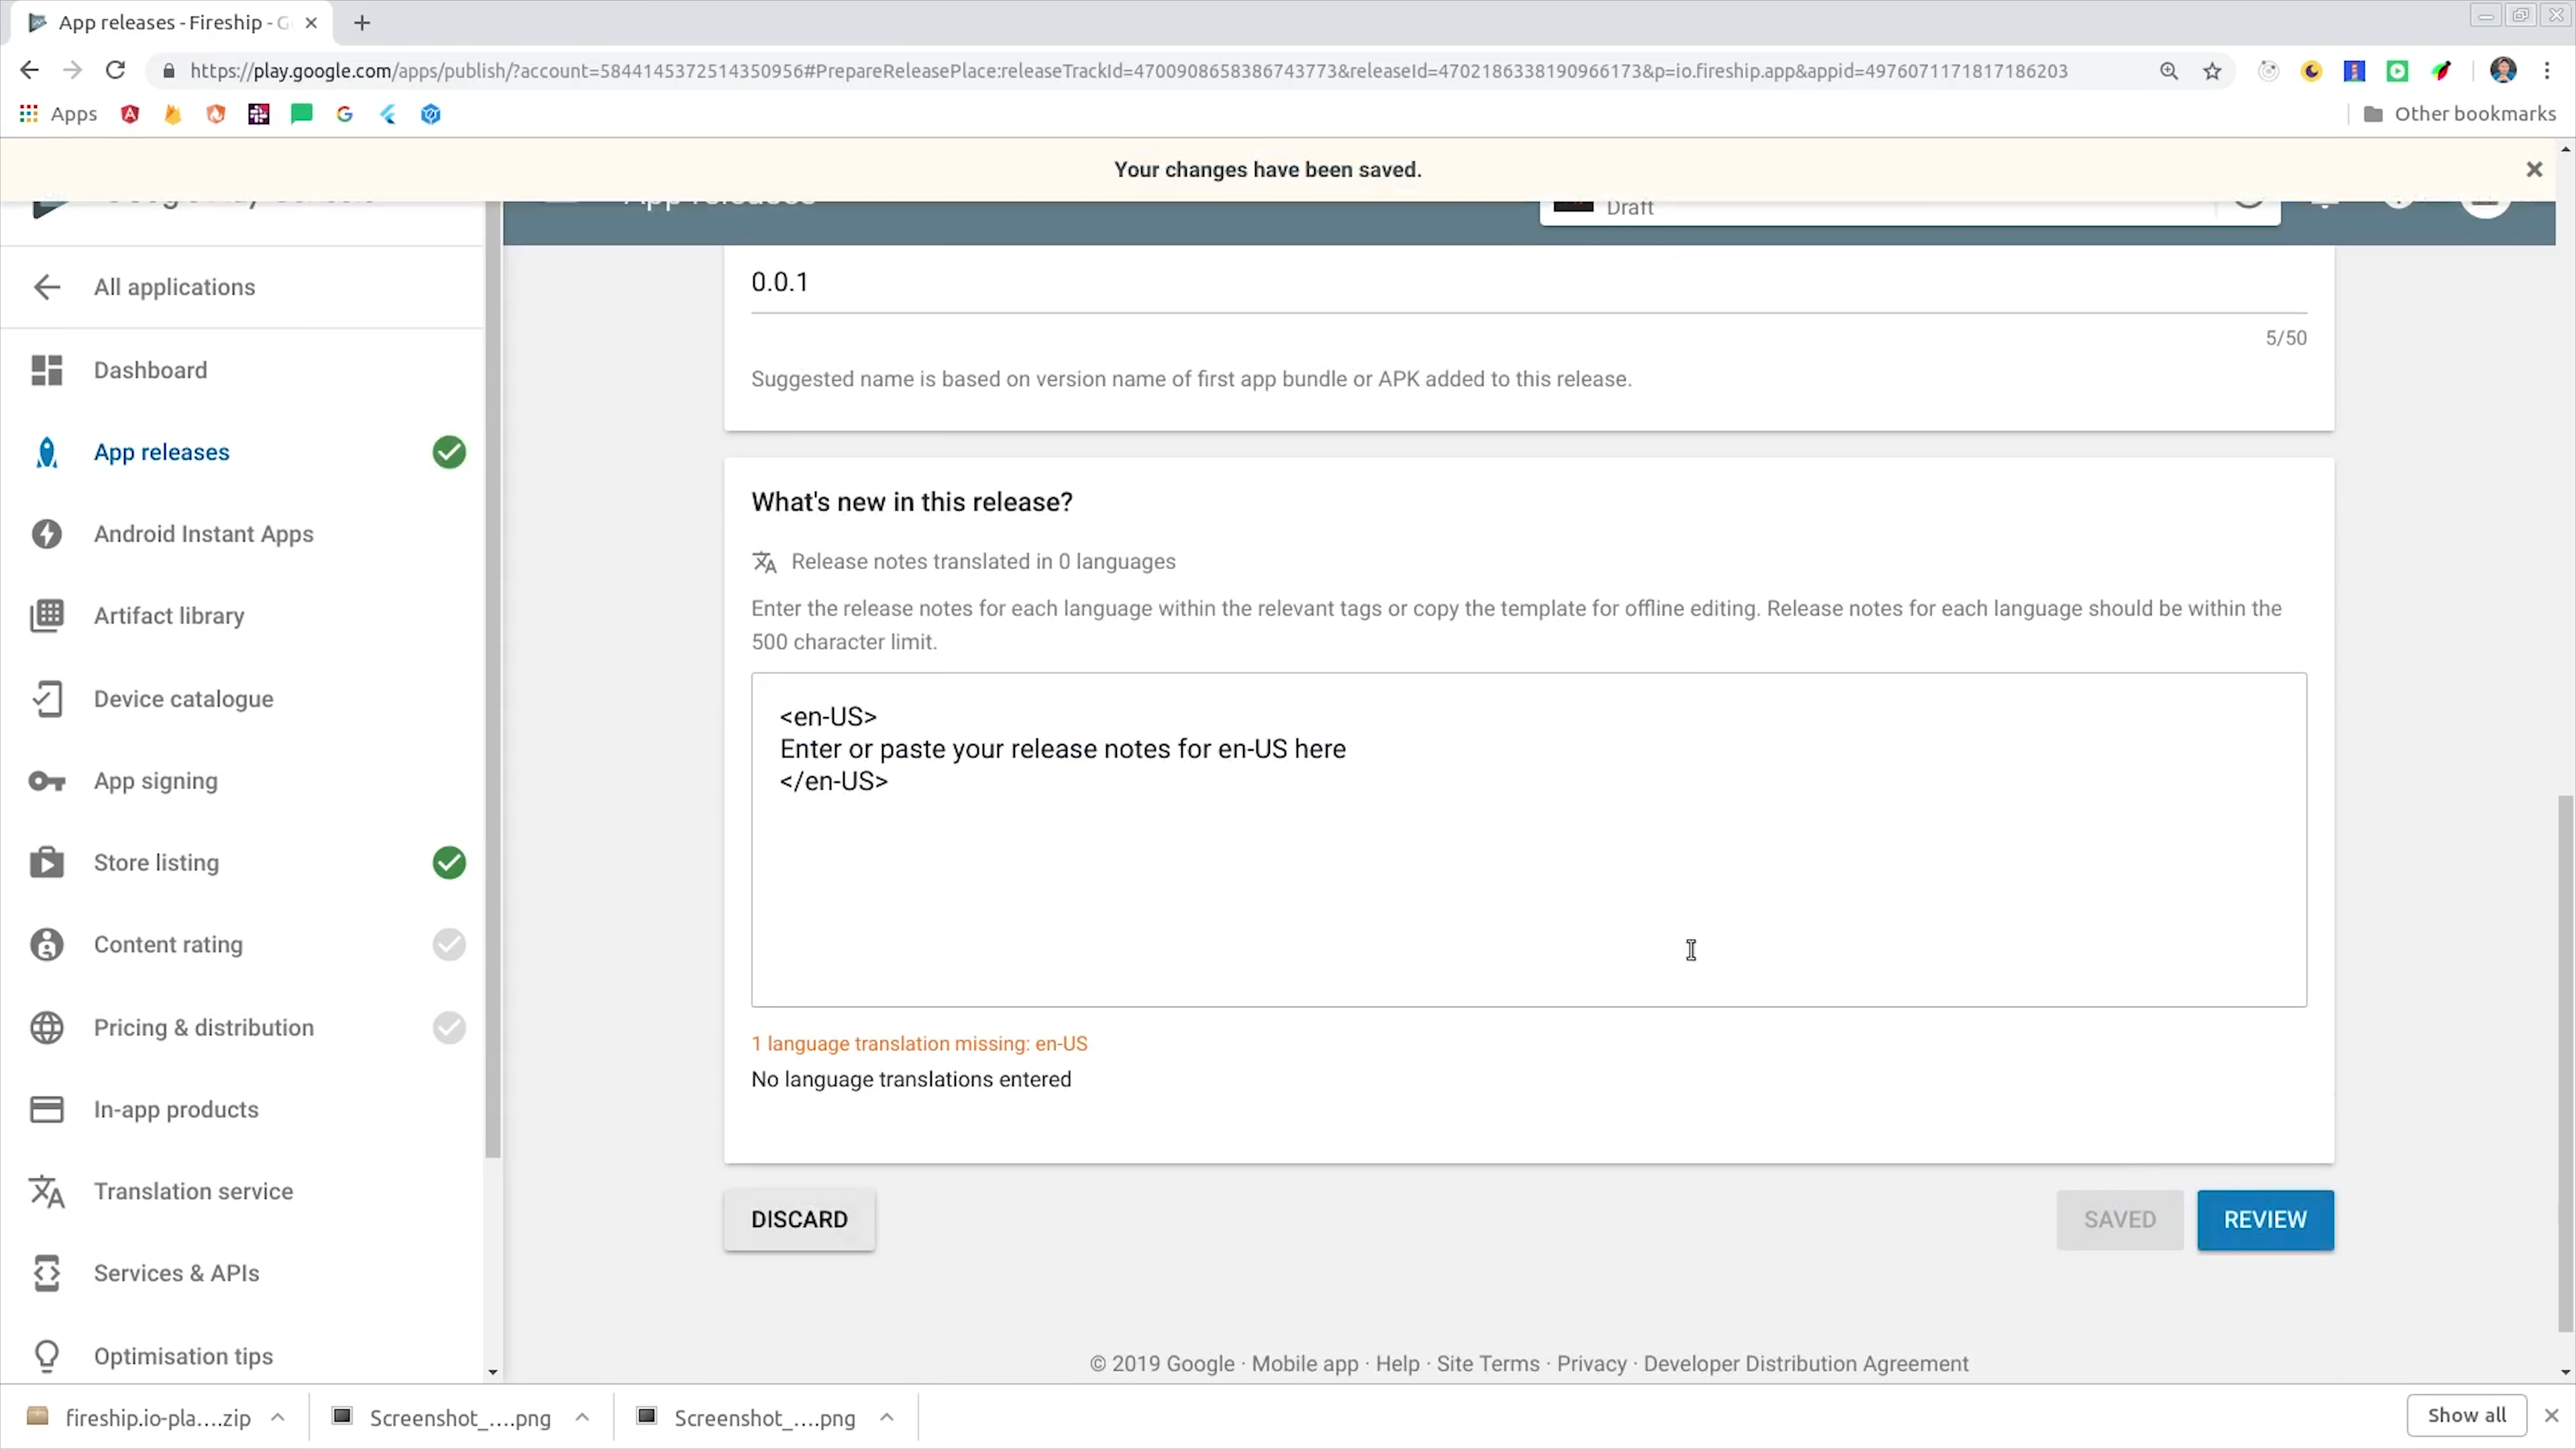 App releases - Fireship - G
https://play.google.com/apps/publish/?account=5844145372514350956#PrepareReleasePlace:releaseTrackId=4700908658386743773&releaseId=4702186338190966173&p=io.fireship.app&appid=4976071171817186203
Apps
Other bookmarks
Your changes have been saved.
App releases
Draft
All applications
Dashboard
App releases
Android Instant Apps
Artifact library
Device catalogue
App signing
Store listing
Content rating
Pricing & distribution
In-app products
Translation service
Services & APIs
Optimisation tips
0.0.1
5/50
Suggested name is based on version name of first app bundle or APK added to this release.
What's new in this release?
Release notes translated in 0 languages
Enter the release notes for each language within the relevant tags or copy the template for offline editing. Release notes for each language should be within the
500 character limit.
<en-US>
Enter or paste your release notes for en-US here
</en-US>
1 language translation missing: en-US
No language translations entered
DISCARD
SAVED
REVIEW
© 2019 Google · Mobile app · Help · Site Terms · Privacy · Developer Distribution Agreement
fireship.io-pla....zip
Screenshot_....png
Screenshot_....png
Show all